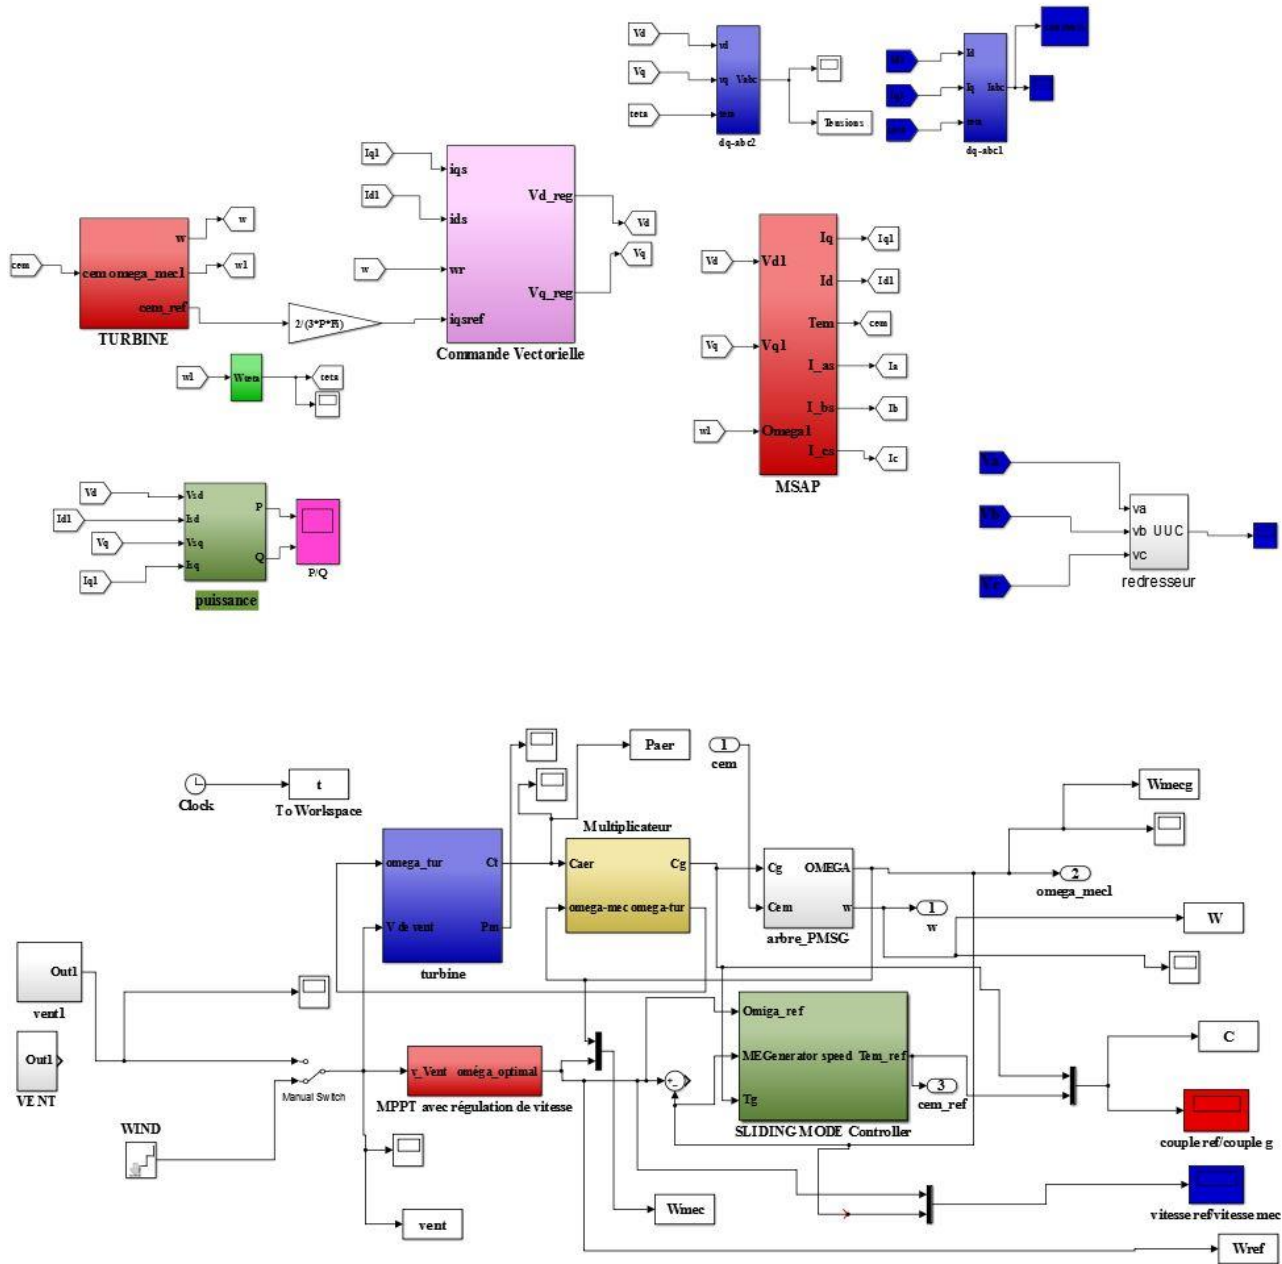 Vd
Vq
teta
vd
vq
teta
Vabc
Tensions
dq-abc2
Id
Iq
teta
Iabc
dq-abc1
Iq1
Id1
w
iqs
ids
wr
iqsref
Vd_reg
Vq_reg
Vd
Vq
Commande Vectorielle
cem
w
cem omega_mec1
cem_ref
TURBINE
w
w1
2/(3*P*Fi)
w1
teta
Vd
Vq
w1
Vd1
Vq1
Omega1
Iq
Id
Tem
I_as
I_bs
I_cs
MSAP
Iq1
Id1
cem
Ia
Ib
Ic
Vd
Id1
Vq
Iq1
Vsd
Isd
Vsq
Isq
P
Q
P/Q
puissance
va
vb UUC
vc
redresseur
Clock
t
To Workspace
Paer
1
cem
Wmecg
2
omega_mec1
omega_tur
Ct
V de vent
Pm
turbine
Multiplicateur
Caer
Cg
omega-mec omega-tur
Cg
OMEGA
Cem
w
arbre_PMSG
1
w
W
Out1
vent1
Out1
VENT
Manual Switch
WIND
v_Vent oméga_optimal
MPPT avec régulation de vitesse
Omiga_ref
MEGenerator speed Tem_ref
Tg
SLIDING MODE Controller
3
cem_ref
C
couple ref/couple g
vitesse ref/vitesse mec
vent
Wmec
Wref